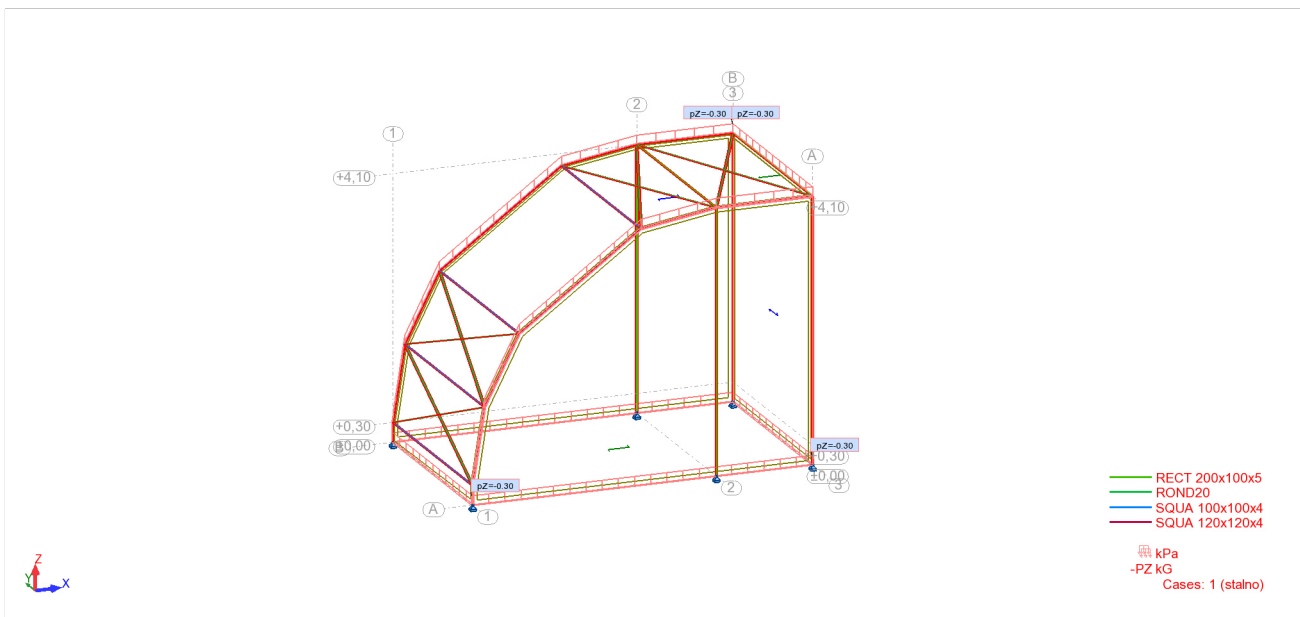 B
2
3
pZ=-0.30 pZ=-0.30
1
A
+4,10
+4,10
+0,30
±0,00
B
pZ=-0.30
-0,30
±0,00
3
pZ=-0.30
2
A
1
RECT 200x100x5
ROND20
SQUA 100x100x4
SQUA 120x120x4
kPa
-PZ kG
Cases: 1 (stalno)
Z
Y
X